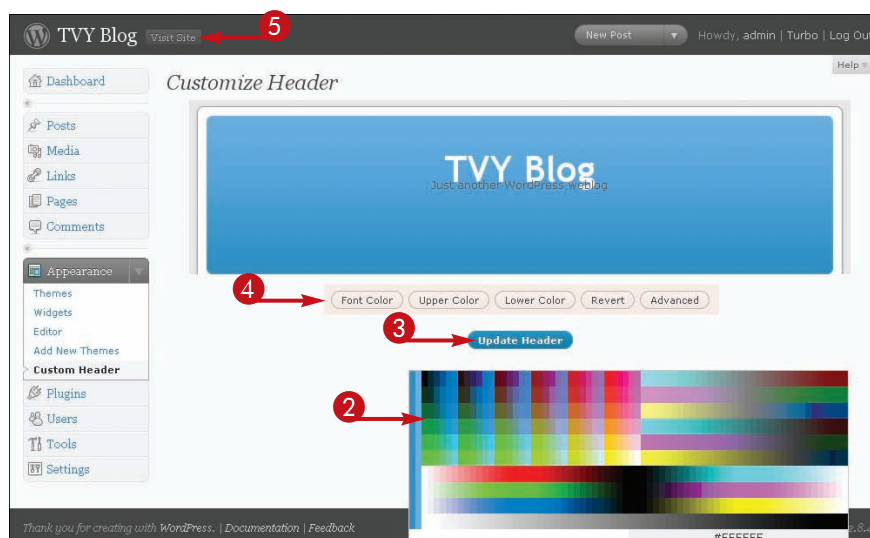 TVY Blog Visit Site 5 New Post Howdy, admin | Turbo | Log Out
Help
Dashboard
Customize Header
Posts
Media
Links
Pages
Comments
TVY Blog
Just another WordPress weblog
Appearance
Themes
Widgets
Editor
Add New Themes
Custom Header
Plugins
Users
Tools
Settings
4 Font Color Upper Color Lower Color Revert Advanced
3 Update Header
2
Thank you for creating with WordPress. | Documentation | Feedback
#FFFFFF